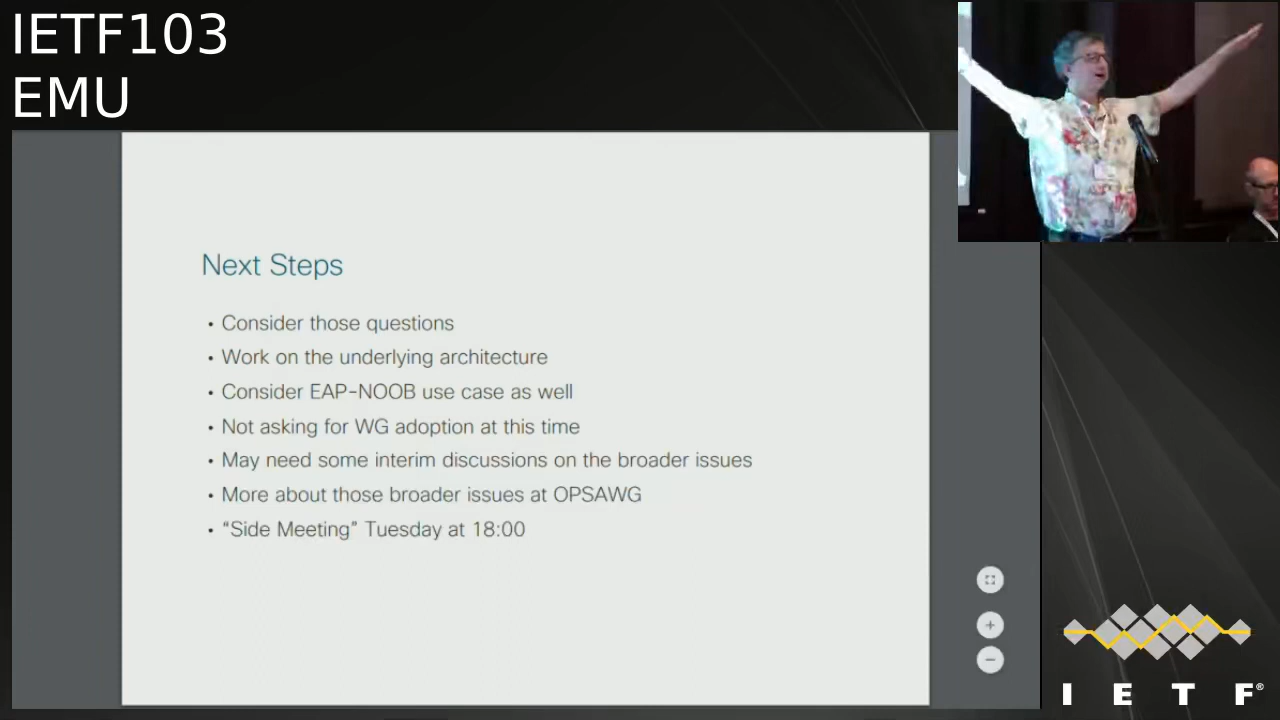 IETF103
EMU
Next Steps
• Consider those questions
• Work on the underlying architecture
• Consider EAP-NOOB use case as well
• Not asking for WG adoption at this time
• May need some interim discussions on the broader issues
• More about those broader issues at OPSAWG
• “Side Meeting” Tuesday at 18:00
I E T F®